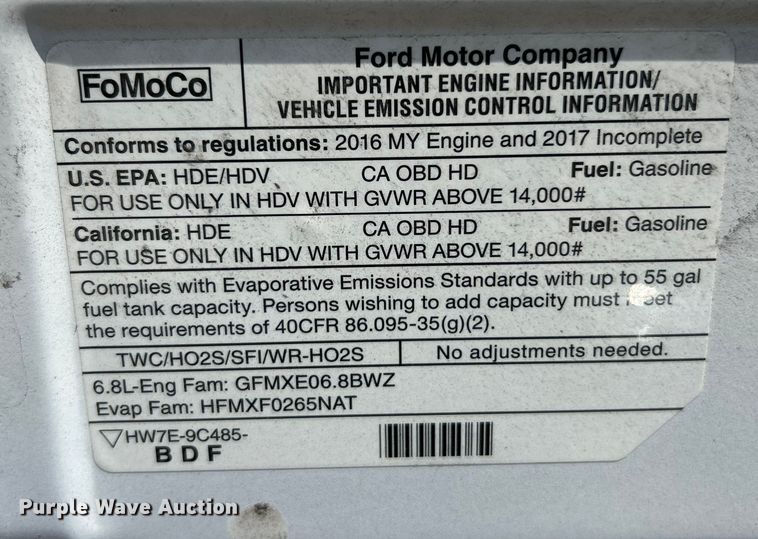 FoMoCo
Ford Motor Company
IMPORTANT ENGINE INFORMATION/
VEHICLE EMISSION CONTROL INFORMATION
Conforms to regulations: 2016 MY Engine and 2017 Incomplete
U.S. EPA: HDE/HDV CA OBD HD Fuel: Gasoline
FOR USE ONLY IN HDV WITH GVWR ABOVE 14,000#
California: HDE CA OBD HD Fuel: Gasoline
FOR USE ONLY IN HDV WITH GVWR ABOVE 14,000#
Complies with Evaporative Emissions Standards with up to 55 gal
fuel tank capacity. Persons wishing to add capacity must meet
the requirements of 40CFR 86.095-35(g)(2).
TWC/HO2S/SFI/WR-HO2S No adjustments needed.
6.8L-Eng Fam: GFMXE06.8BWZ
Evap Fam: HFMXF0265NAT
HW7E-9C485-
B D F
Purple Wave Auction